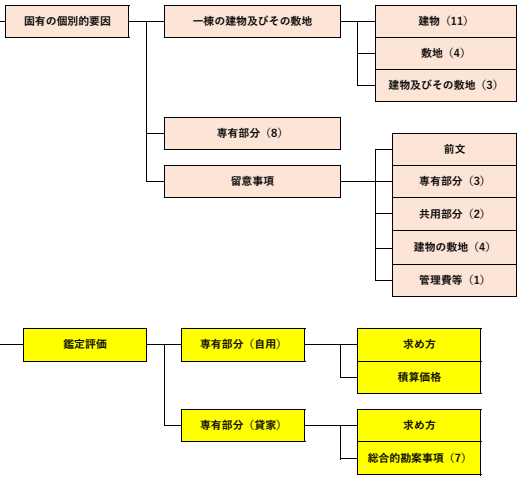 固有の個別的要因
一棟の建物及びその敷地
建物（11）
敷地（4）
建物及びその敷地（3）
専有部分（8）
留意事項
前文
専有部分（3）
共用部分（2）
建物の敷地（4）
管理費等（1）
鑑定評価
専有部分（自用）
求め方
積算価格
専有部分（貸家）
求め方
総合的勘案事項（7）